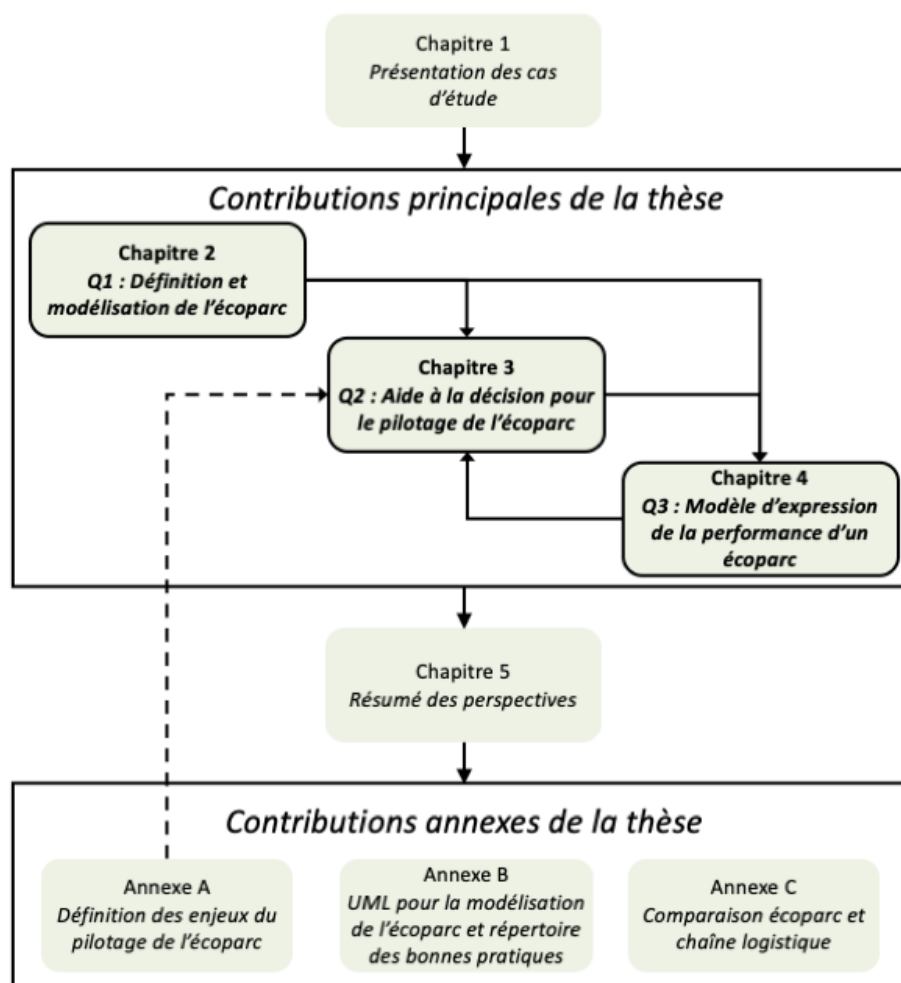 Chapitre 1
Présentation des cas
d'étude
Contributions principales de la thèse
Chapitre 2
Q1 : Définition et
modélisation de l'écoparc
Chapitre 3
Q2 : Aide à la décision pour
le pilotage de l'écoparc
Chapitre 4
Q3 : Modèle d'expression
de la performance d'un
écoparc
Chapitre 5
Résumé des perspectives
Contributions annexes de la thèse
Annexe A
Définition des enjeux du
pilotage de l'écoparc
Annexe B
UML pour la modélisation
de l'écoparc et répertoire
des bonnes pratiques
Annexe C
Comparaison écoparc et
chaîne logistique